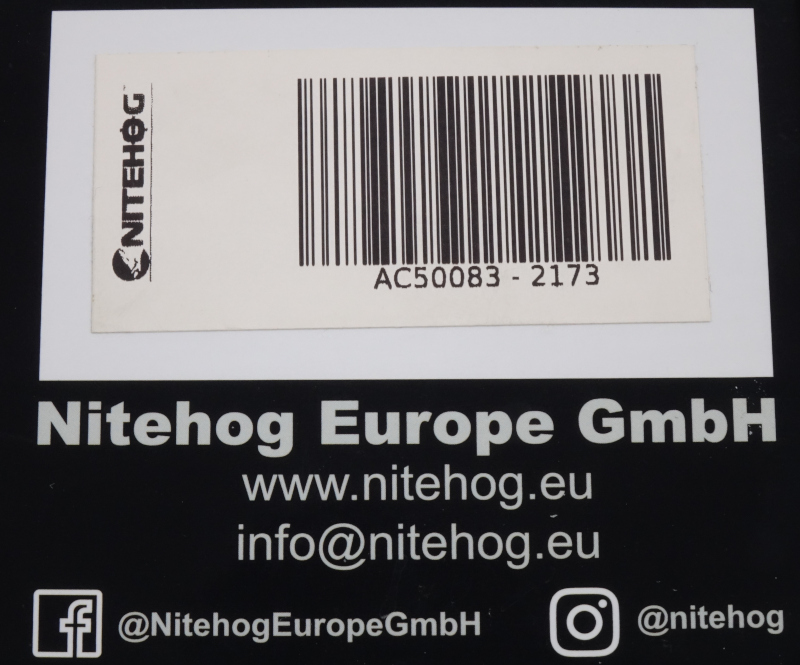 NITEHOG
AC50083 - 2173
Nitehog Europe GmbH
www.nitehog.eu
info@nitehog.eu
@NitehogEuropeGmbH
@nitehog